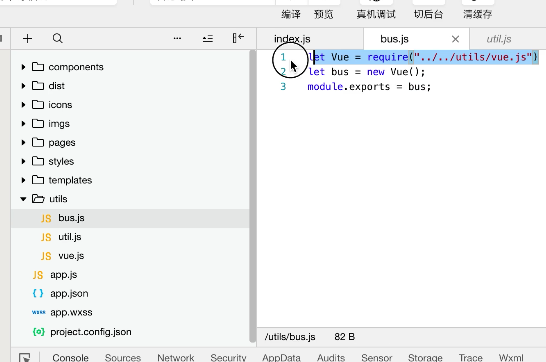 编译 预览 真机调试 切后台 清缓存
index.js bus.js util.js
components
dist
icons
imgs
pages
styles
templates
utils
JS bus.js
JS util.js
JS vue.js
JS app.js
{ } app.json
wxss app.wxss
{o} project.config.json
1 let Vue = require("../../utils/vue.js")
2 let bus = new Vue();
3 module.exports = bus;
/utils/bus.js 82 B
Console Sources Network Security AppData Audits Sensor Storage Trace Wxml